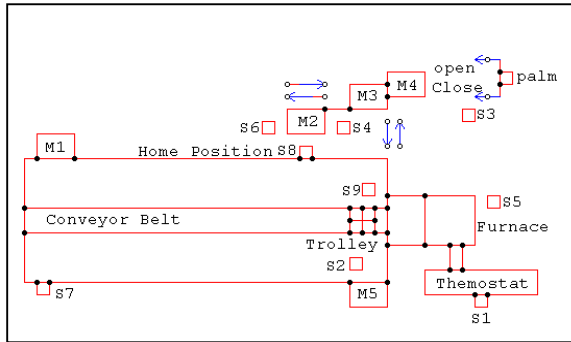 open
palm
Close
M4
M3
M2
S3
S6
S4
M1
Home Position
S8
S9
S5
Conveyor Belt
Furnace
Trolley
S2
Themostat
S7
M5
S1